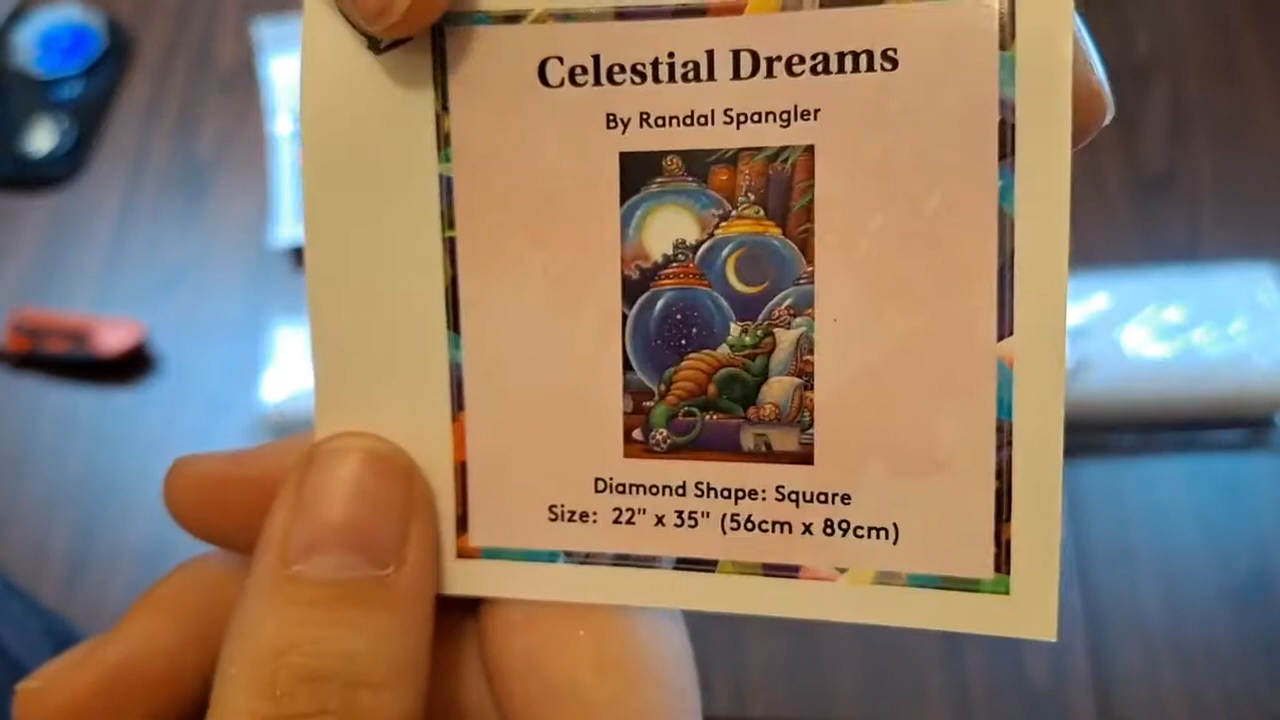 Celestial Dreams
By Randal Spangler
Diamond Shape: Square
Size: 22" x 35" (56cm x 89cm)